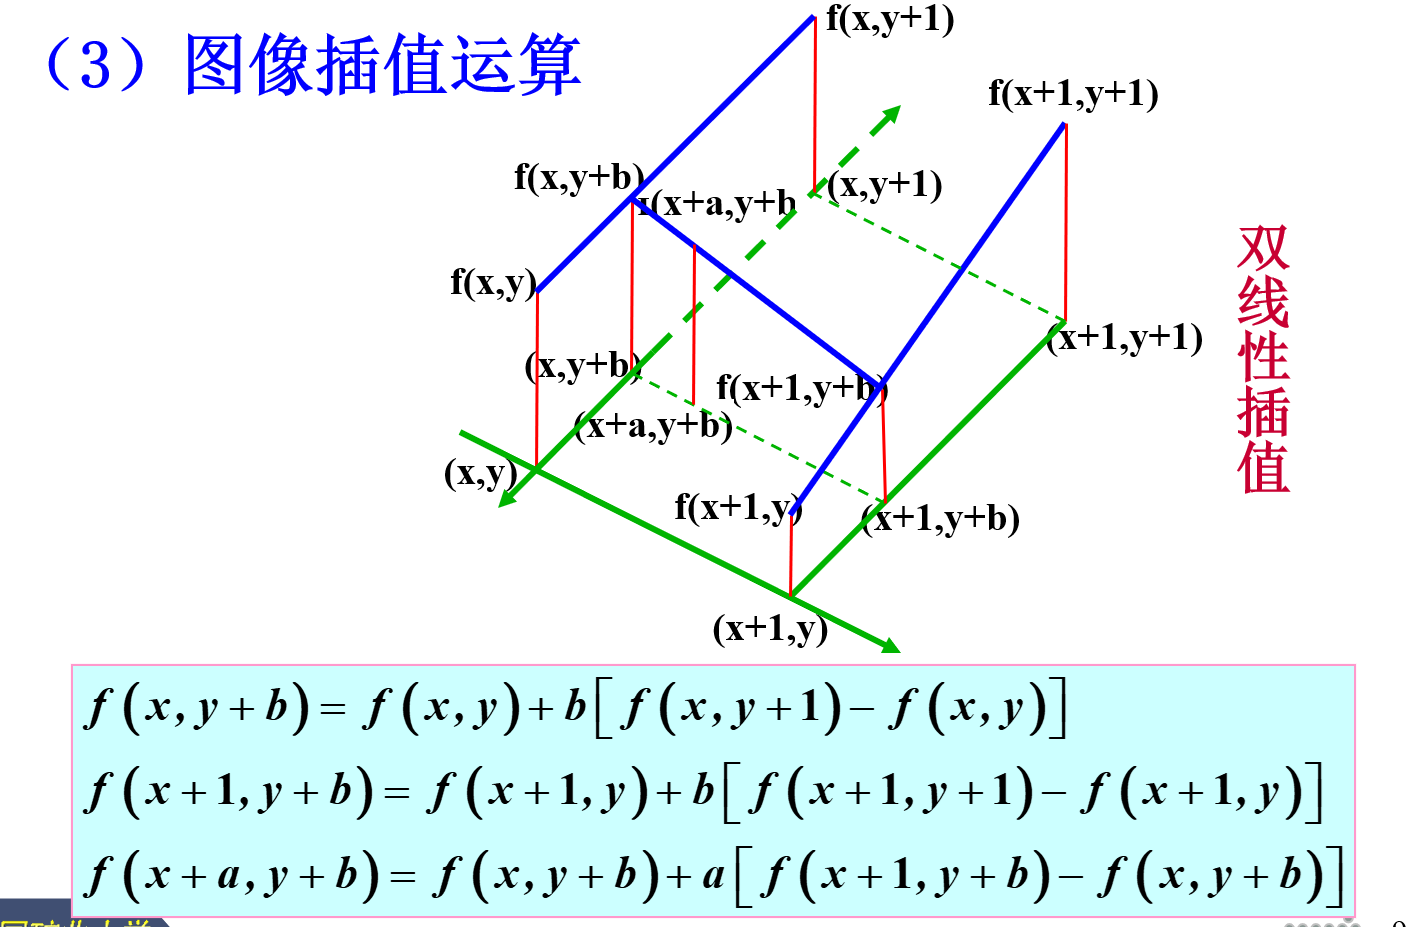 （3）图像插值运算
f(x,y+1)
f(x+1,y+1)
f(x,y+b)
(x+a,y+b
(x,y+1)
f(x,y)
(x+1,y+1)
(x,y+b)
f(x+1,y+b)
(x+a,y+b)
(x,y)
f(x+1,y)
(x+1,y+b)
(x+1,y)
双线性插值
f(x,y+b)=f(x,y)+b[f(x,y+1)−f(x,y)]
f(x+1,y+b)=f(x+1,y)+b[f(x+1,y+1)−f(x+1,y)]
f(x+a,y+b)=f(x,y+b)+a[f(x+1,y+b)−f(x,y+b)]